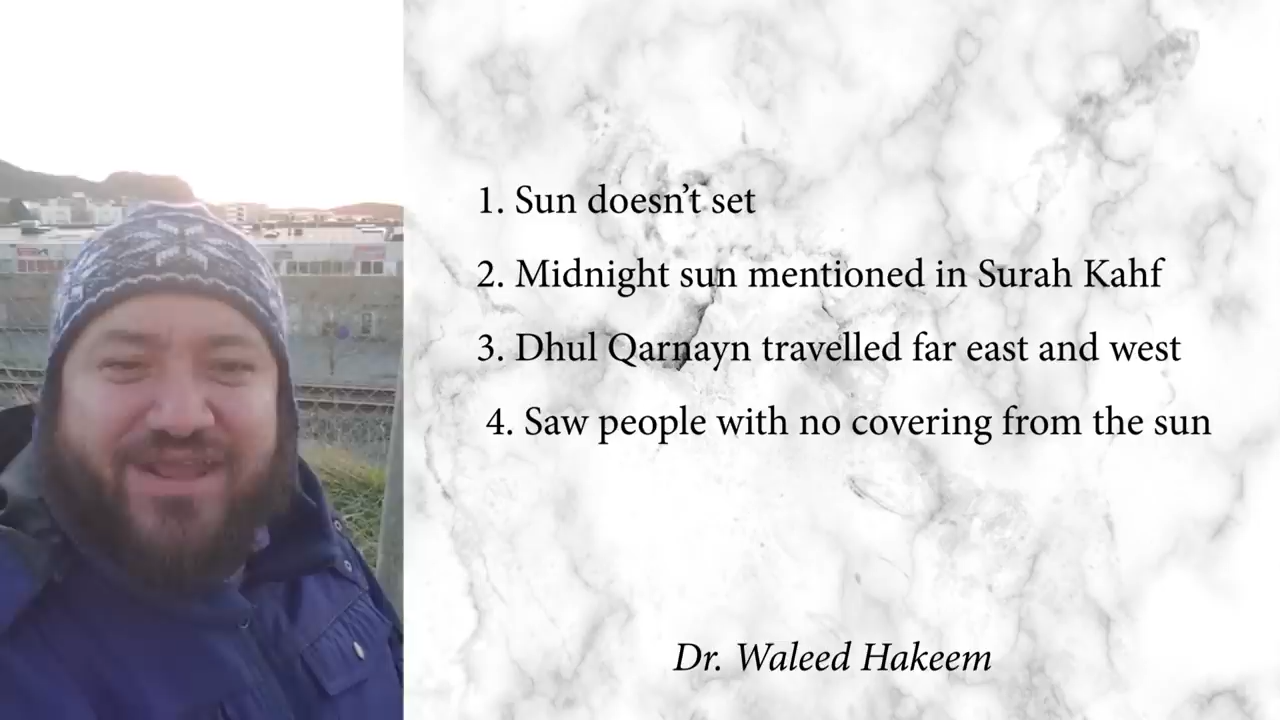 1. Sun doesn’t set
2. Midnight sun mentioned in Surah Kahf
3. Dhul Qarnayn travelled far east and west
4. Saw people with no covering from the sun
Dr. Waleed Hakeem